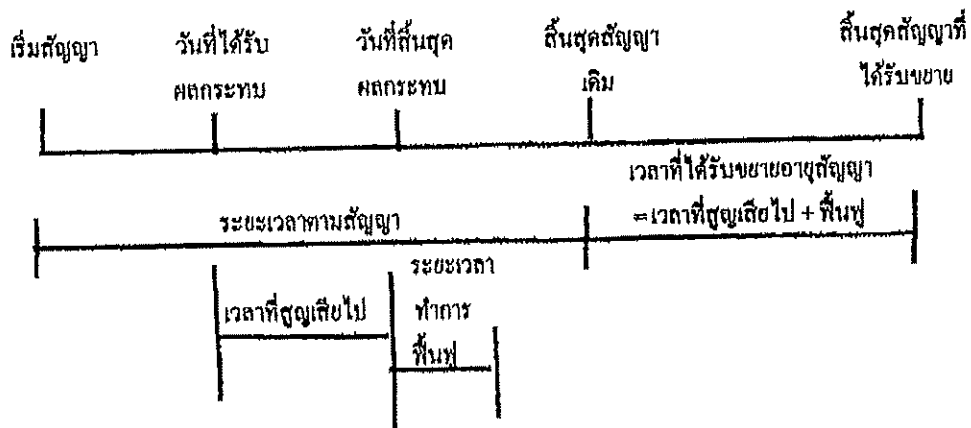 เริ่มสัญญา
วันที่ได้รับ
ผลกระทบ
วันที่สิ้นสุด
ผลกระทบ
สิ้นสุดสัญญา
เดิม
สิ้นสุดสัญญาที่
ได้รับขยาย
เวลาที่ได้รับขยายอายุสัญญา
=เวลาที่สูญเสียไป + ฟื้นฟู
ระยะเวลาตามสัญญา
ระยะเวลา
ทำการ
ฟื้นฟู
เวลาที่สูญเสียไป